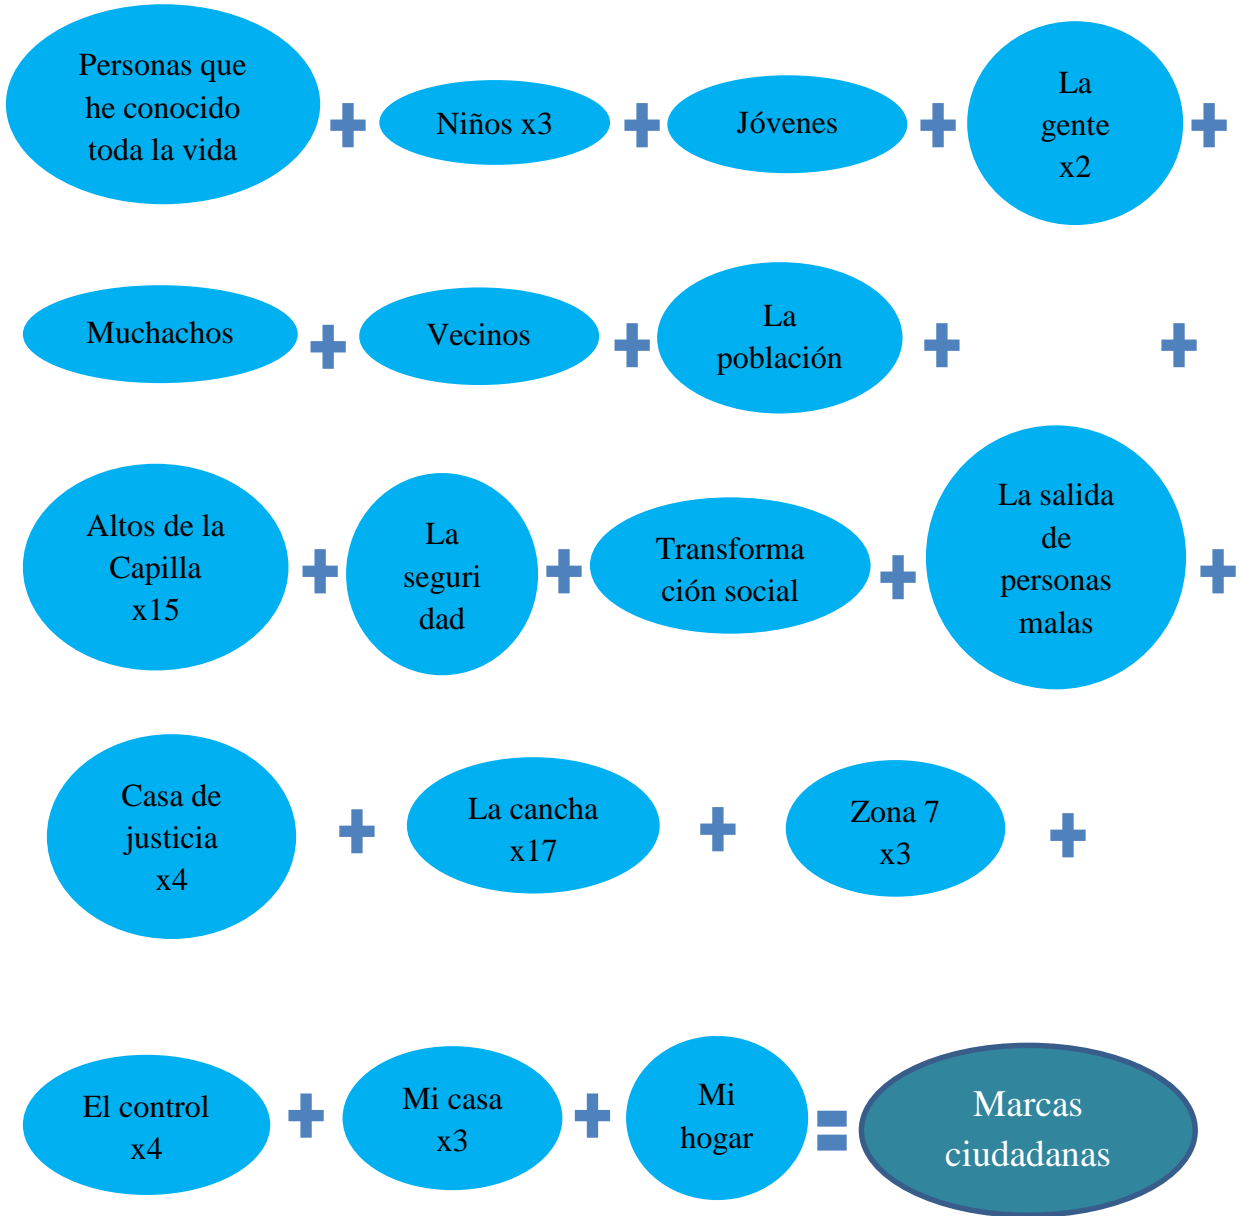 Personas que
he conocido
toda la vida
Niños x3
Jóvenes
La
gente
x2
Muchachos
Vecinos
La
población
Altos de la
Capilla
x15
La
seguri
dad
Transforma
ción social
La salida
de
personas
malas
Casa de
justicia
x4
La cancha
x17
Zona 7
x3
El control
x4
Mi casa
x3
Mi
hogar
Marcas
ciudadanas